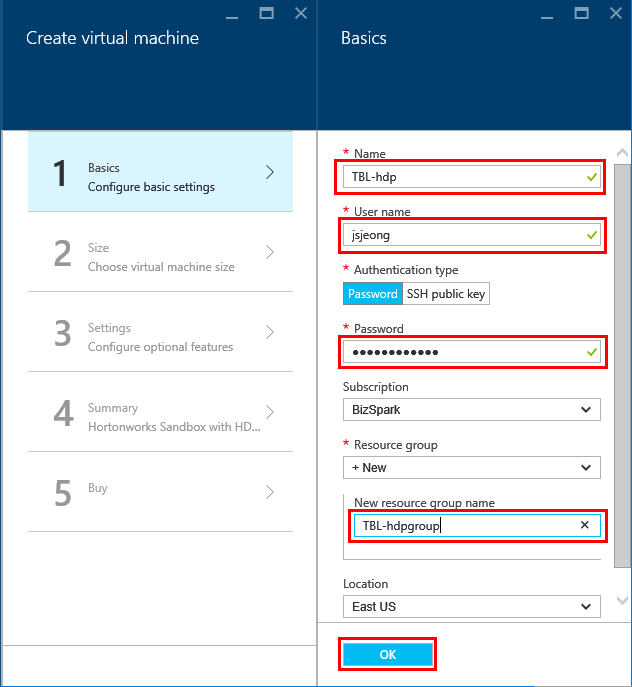 Create virtual machine
1
Basics
Configure basic settings
2
Size
Choose virtual machine size
3
Settings
Configure optional features
4
Summary
Hortonworks Sandbox with HD...
5
Buy
Basics
* Name
TBL-hdp
* User name
jsjeong
* Authentication type
Password SSH public key
* Password
••••••••••••
Subscription
BizSpark
* Resource group
+ New
New resource group name
TBL-hdpgroup
Location
East US
OK